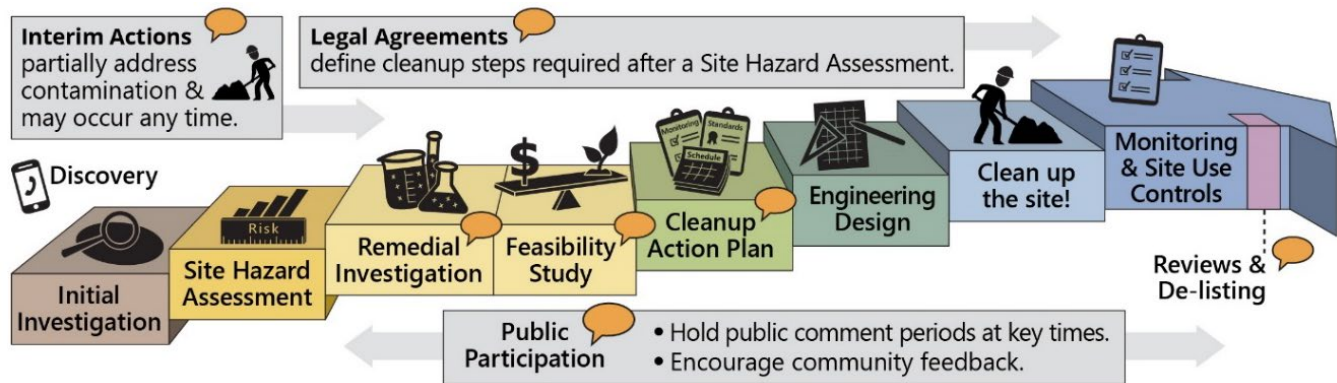 Interim Actions
partially address
contamination &
may occur any time.
Legal Agreements
define cleanup steps required after a Site Hazard Assessment.
Discovery
Initial
Investigation
Risk
Site Hazard
Assessment
Remedial
Investigation
$
Feasibility
Study
Monitoring
Standards
Schedule
Cleanup
Action Plan
Engineering
Design
Clean up
the site!
Monitoring
& Site Use
Controls
Reviews &
De-listing
Public
Participation
• Hold public comment periods at key times.
• Encourage community feedback.